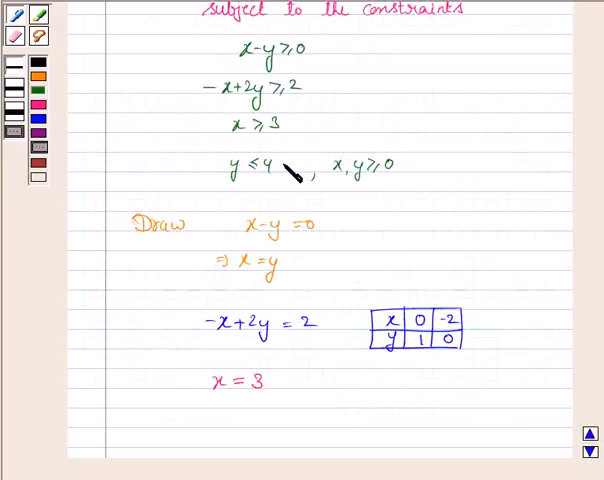 subject to the constraints
x-y ≥ 0
-x+2y ≥ 2
x ≥ 3
y ≤ 4 , x, y ≥ 0
Draw x-y = 0
⇒ x = y
-x+2y = 2
x 0 -2
y 1 0
x = 3